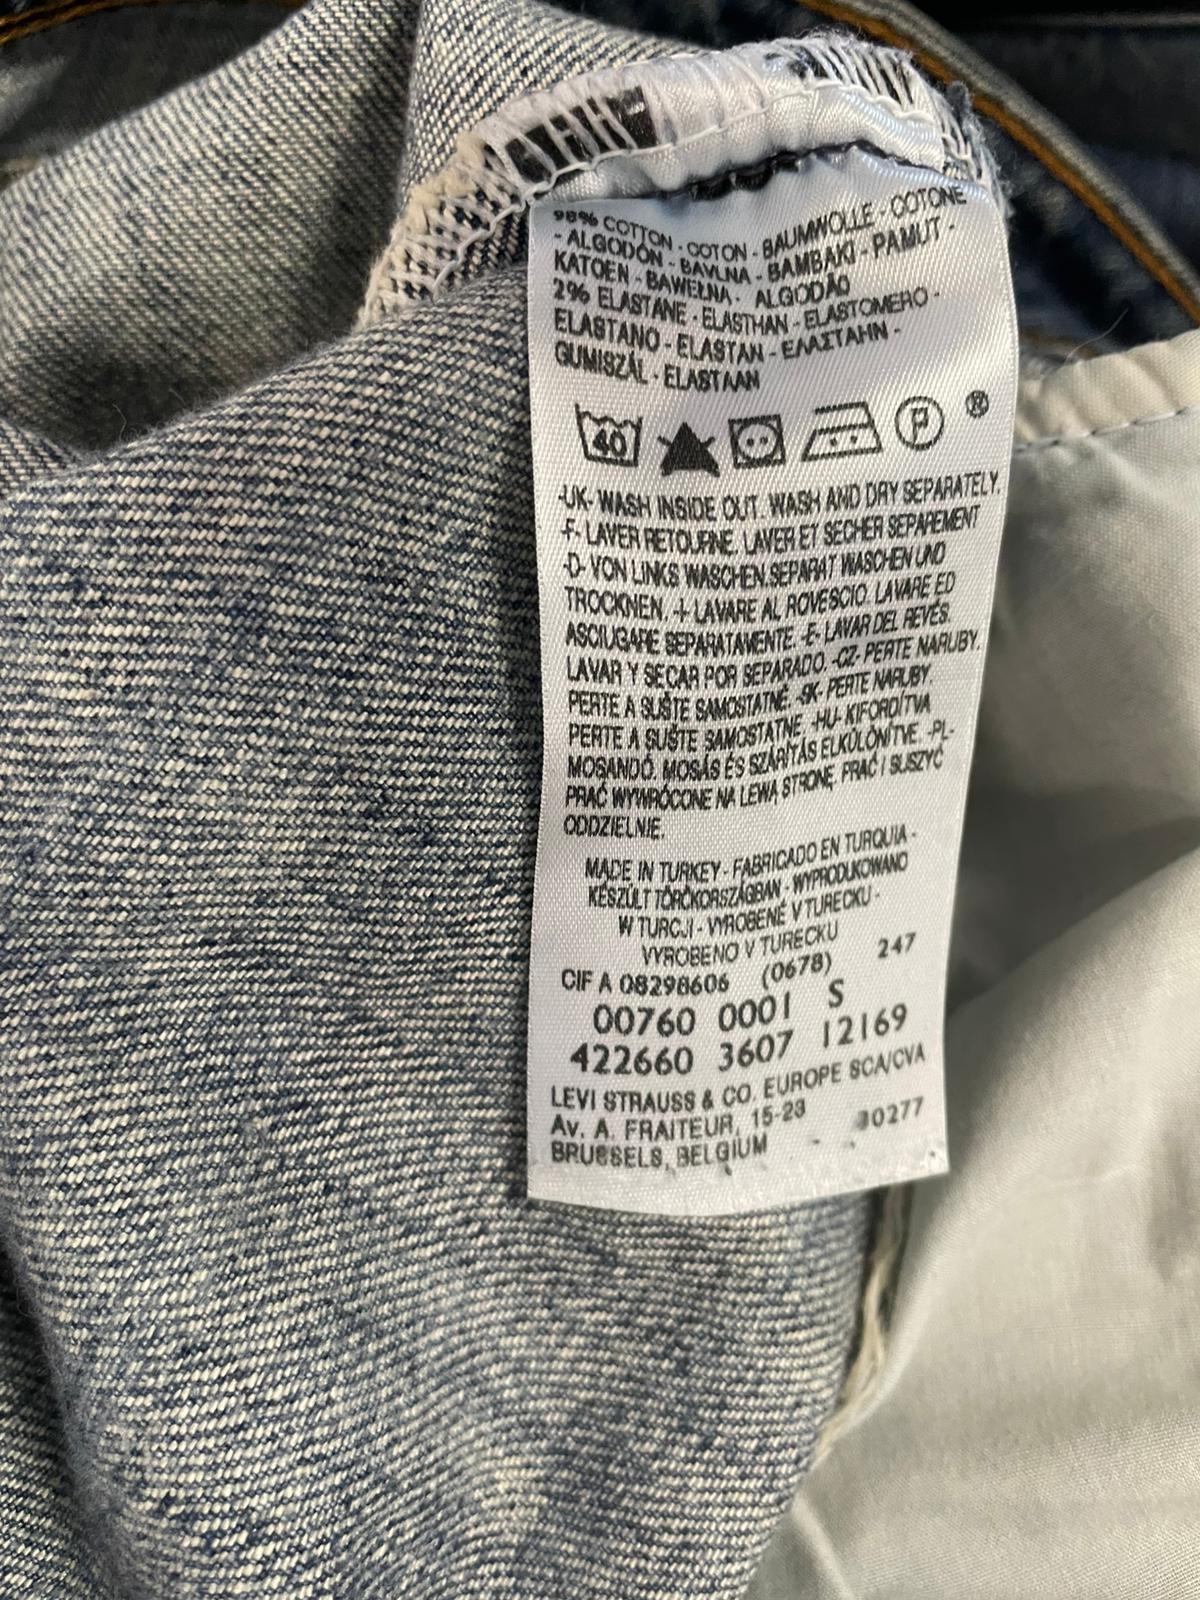 98% COTTON - COTON - BAUMWOLLE - COTONE
- ALGODÓN - BAVLNA - BAMBAKI - PAMUT -
KATOEN - BAWEŁNA - ALGODÃO
2% ELASTANE - ELASTHAN - ELASTOMERO -
ELASTANO - ELASTAN - ΕΛΑΣΤΑΗΝ -
GUMISZÁL - ELASTAAN
40 P ®
-UK- WASH INSIDE OUT. WASH AND DRY SEPARATELY.
-F- LAVER RETOURNE. LAVER ET SECHER SEPAREMENT
-D- VON LINKS WASCHEN.SEPARAT WASCHEN UND
TROCKNEN. -I- LAVARE AL ROVESCIO. LAVARE ED
ASCIUGARE SEPARATAMENTE. -E- LAVAR DEL REVÉS.
LAVAR Y SECAR POR SEPARADO. -CZ- PERTE NARUBY.
PERTE A SUŠTE SAMOSTATNĚ. -SK- PERTE NARUBY.
PERTE A SUŠTE SAMOSTATNE. -HU- KIFORDÍTVA
MOSANDÓ. MOSÁS ÉS SZÁRÍTÁS ELKÜLÖNÍTVE. -PL-
PRAĆ WYWRÓCONE NA LEWĄ STRONĘ, PRAĆ I SUSZYĆ
ODDZIELNIE.
MADE IN TURKEY - FABRICADO EN TURQUIA -
KÉSZÜLT TÖRÖKORSZÁGBAN - WYPRODUKOWANO
W TURCJI - VYROBENÉ V TURECKU -
VYROBENO V TURECKU
CIF A 08298606 (0678) 247
00760 0001 S
422660 3607 12169
LEVI STRAUSS & CO. EUROPE SCA/CVA
Av. A. FRAITEUR, 15-23
BRUSSELS, BELGIUM